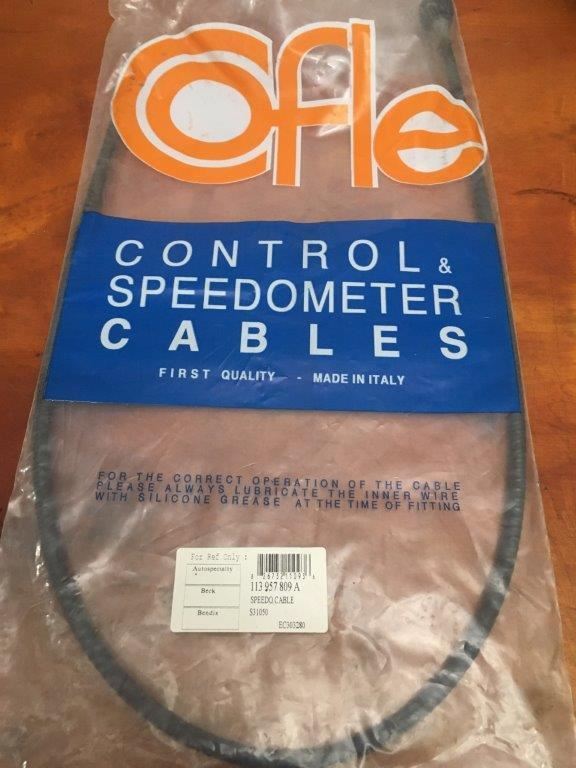 Cofle
CONTROL &
SPEEDOMETER
CABLES
FIRST QUALITY - MADE IN ITALY
FOR THE CORRECT OPERATION OF THE CABLE
PLEASE ALWAYS LUBRICATE THE INNER WIRE
WITH SILICONE GREASE AT THE TIME OF FITTING
For Ref Only :
Autospecialty
Beck
Bendix
113 957 809 A
SPEEDO.CABLE
S31050
EC303280